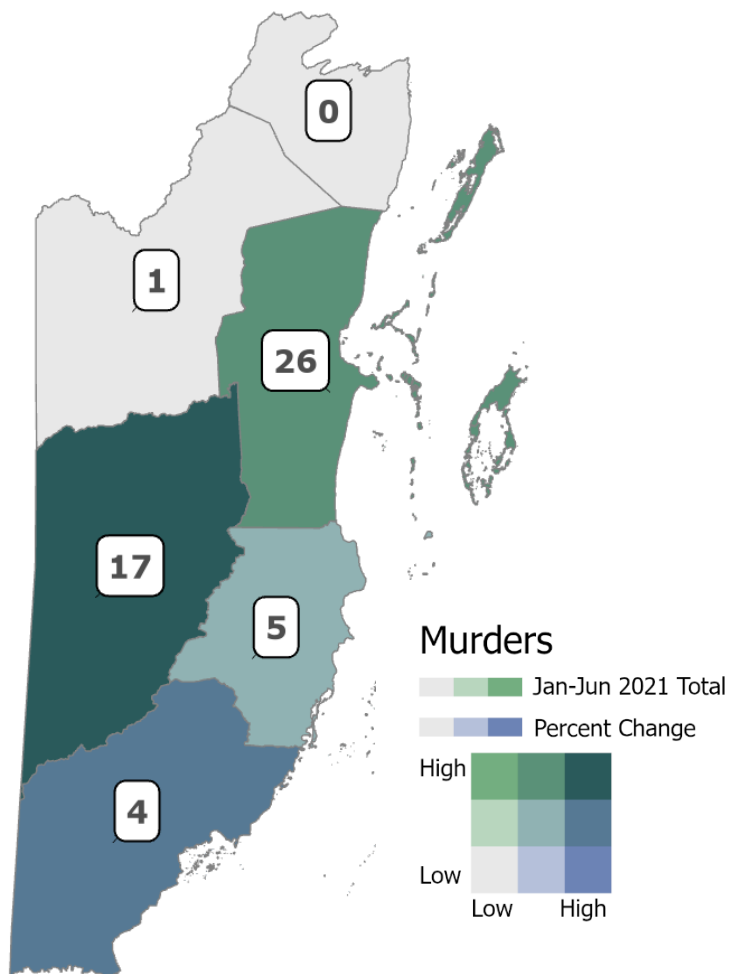 0
1
26
17
5
4
Murders
Jan-Jun 2021 Total
Percent Change
High
Low
Low High